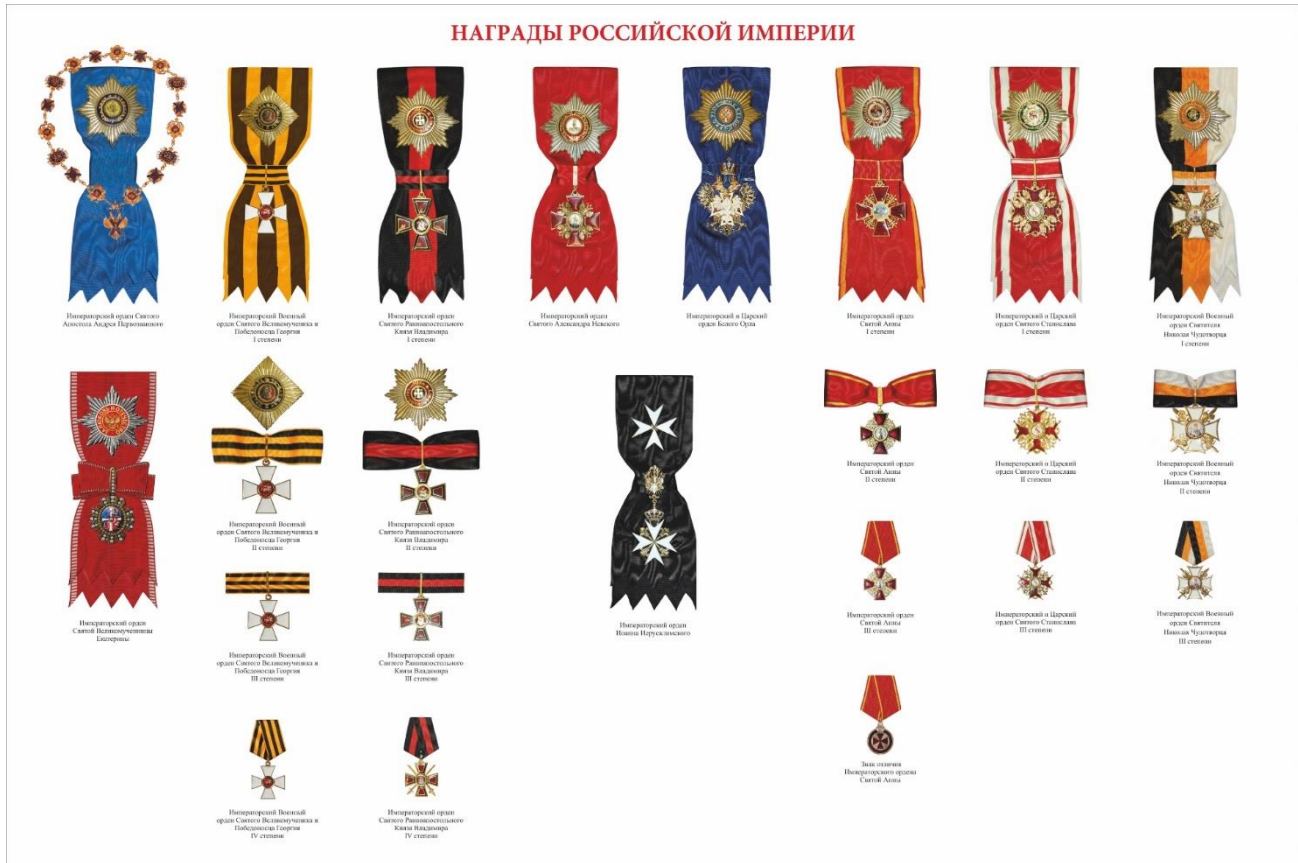 НАГРАДЫ РОССИЙСКОЙ ИМПЕРИИ
Императорский орден Святого
Апостола Андрея Первозванного
Императорский Военный
орден Святого Великомученика и
Победоносца Георгия
I степени
Императорский орден
Святого Равноапостольного
Князя Владимира
I степени
Императорский орден
Святого Александра Невского
Императорский и Царский
орден Белого Орла
Императорский орден
Святой Анны
I степени
Императорский и Царский
орден Святого Станислава
I степени
Императорский Военный
орден Святителя
Николая Чудотворца
I степени
Императорский орден
Святой Великомученицы
Екатерины
Императорский Военный
орден Святого Великомученика и
Победоносца Георгия
II степени
Императорский орден
Святого Равноапостольного
Князя Владимира
II степени
Императорский орден
Иоанна Иерусалимского
Императорский орден
Святой Анны
II степени
Императорский и Царский
орден Святого Станислава
II степени
Императорский Военный
орден Святителя
Николая Чудотворца
II степени
Императорский Военный
орден Святого Великомученика и
Победоносца Георгия
III степени
Императорский орден
Святого Равноапостольного
Князя Владимира
III степени
Императорский орден
Святой Анны
III степени
Императорский и Царский
орден Святого Станислава
III степени
Императорский Военный
орден Святителя
Николая Чудотворца
III степени
Императорский Военный
орден Святого Великомученика и
Победоносца Георгия
IV степени
Императорский орден
Святого Равноапостольного
Князя Владимира
IV степени
Знак отличия
Императорского ордена
Святой Анны